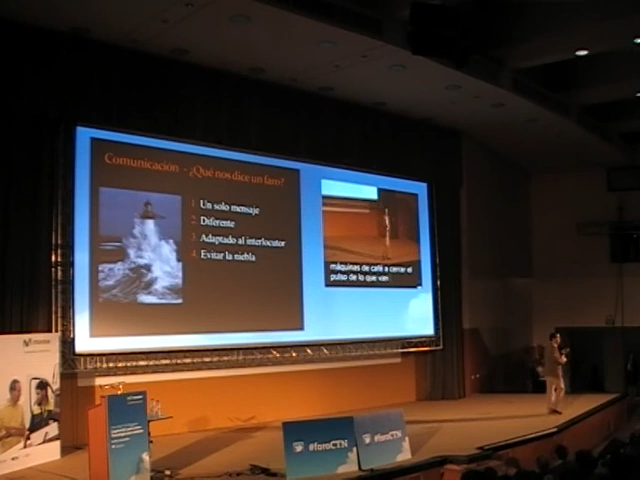 Comunicación - ¿Qué nos dice un faro?
1. Un solo mensaje
2. Diferente
3. Adaptado al interlocutor
4. Evitar la niebla
máquinas de café a cerrar el
pulso de lo que van
movistar
#foroCTN
#foroCTN